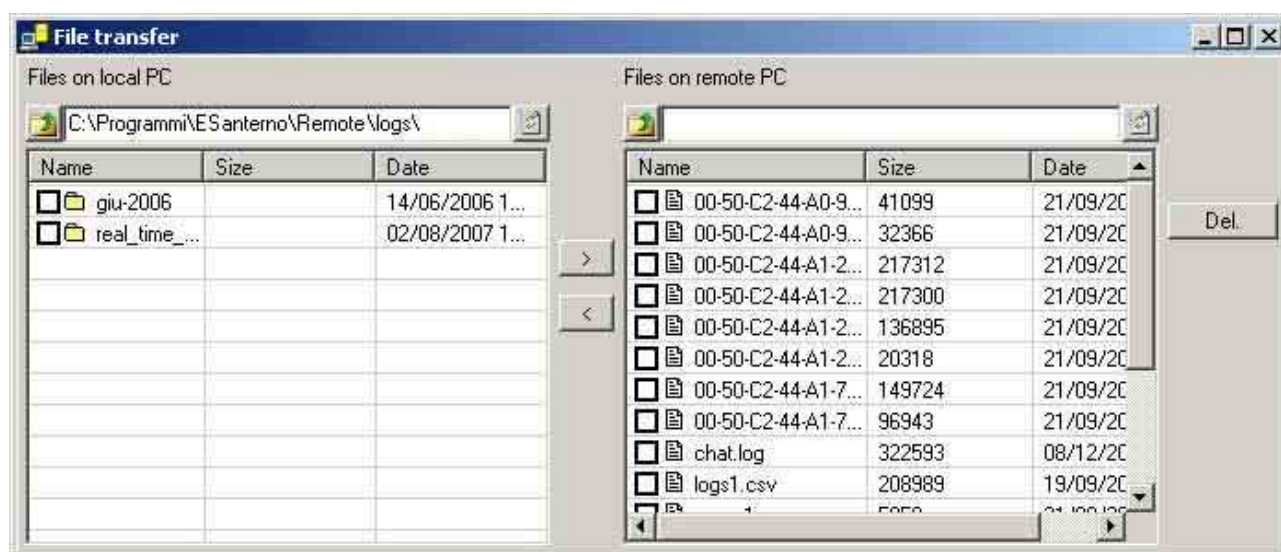 File transfer
Files on local PC
C:\Programmi\ESanterno\Remote\logs\
Name Size Date
giu-2006 14/06/2006 1...
real_time_... 02/08/2007 1...
>
<
Files on remote PC
Name Size Date
00-50-C2-44-A0-9... 41099 21/09/20
00-50-C2-44-A0-9... 32366 21/09/20
00-50-C2-44-A1-2... 217312 21/09/20
00-50-C2-44-A1-2... 217300 21/09/20
00-50-C2-44-A1-2... 136895 21/09/20
00-50-C2-44-A1-2... 20318 21/09/20
00-50-C2-44-A1-7... 149724 21/09/20
00-50-C2-44-A1-7... 96943 21/09/20
chat.log 322593 08/12/20
logs1.csv 208989 19/09/20
Del.